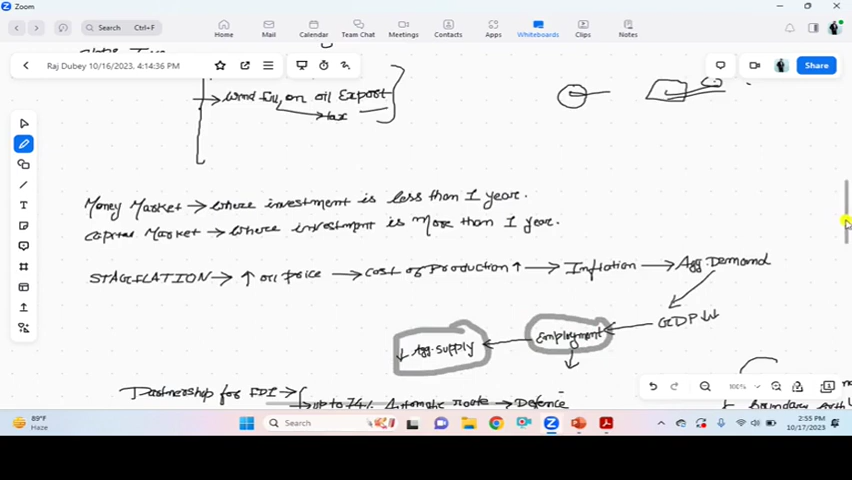 Zoom
Search Ctrl+F
Home
Mail
Calendar
Team Chat
Meetings
Contacts
Whiteboards
Apps
Clips
Notes
Raj Dubey 10/16/2023. 4:14:36 PM
Share
on oil Export
tax
Money Market → where investment is less than 1 year.
Capital Market → where investment is more than 1 year.
STAGFLATION → ↑ oil price → cost of Production ↑ → Inflation → Agg. Demand
GDP ↓↓
Employment
↓ Agg. Supply
Partnership for FDI →
up to 74% Automatic route → Defence
100%
Boundary
89°F
Haze
Search
2:55 PM
10/17/2023